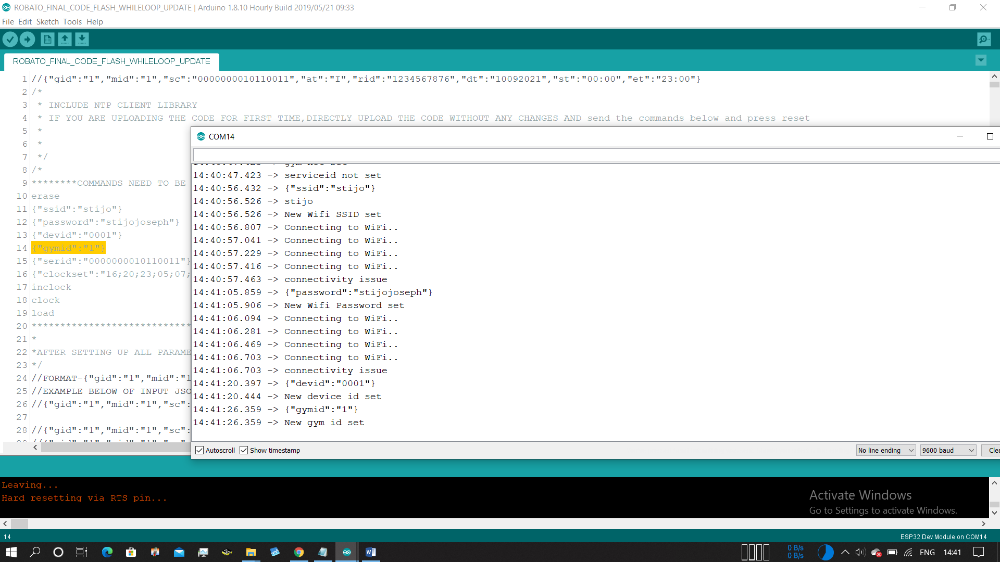 ROBATO_FINAL_CODE_FLASH_WHILELOOP_UPDATE | Arduino 1.8.10 Hourly Build 2019/05/21 09:33
File Edit Sketch Tools Help
ROBATO_FINAL_CODE_FLASH_WHILELOOP_UPDATE
1 //{"gid":"1","mid":"1","sc":"0000000010110011","at":"I","rid":"1234567876","dt":"10092021","st":"00:00","et":"23:00"}
2 /*
3 * INCLUDE NTP CLIENT LIBRARY
4 * IF YOU ARE UPLOADING THE CODE FOR FIRST TIME,DIRECTLY UPLOAD THE CODE WITHOUT ANY CHANGES AND send the commands below and press reset
5 *
6 *
7 */
8 /*
9 ********COMMANDS NEED TO BE
10 erase
11 {"ssid":"stijo"}
12 {"password":"stijojoseph"}
13 {"devid":"0001"}
14 {"gymid":"1"}
15 {"serid":"0000000010110011"}
16 {"clockset":"16;20;23;05;07;
17 inclock
18 clock
19 load
20 ****************************
21 *
22 *AFTER SETTING UP ALL PARAME
23 */
24 //FORMAT-{"gid":"1","mid":"1
25 //EXAMPLE BELOW OF INPUT JSO
26 //{"gid":"1","mid":"1","sc":
27
28 //{"gid":"1","mid":"1","sc":
COM14
14:40:47.423 -> serviceid not set
14:40:56.432 -> {"ssid":"stijo"}
14:40:56.526 -> stijo
14:40:56.526 -> New Wifi SSID set
14:40:56.807 -> Connecting to WiFi..
14:40:57.041 -> Connecting to WiFi..
14:40:57.229 -> Connecting to WiFi..
14:40:57.416 -> Connecting to WiFi..
14:40:57.463 -> connectivity issue
14:41:05.859 -> {"password":"stijojoseph"}
14:41:05.906 -> New Wifi Password set
14:41:06.094 -> Connecting to WiFi..
14:41:06.281 -> Connecting to WiFi..
14:41:06.469 -> Connecting to WiFi..
14:41:06.703 -> Connecting to WiFi..
14:41:06.703 -> connectivity issue
14:41:20.397 -> {"devid":"0001"}
14:41:20.444 -> New device id set
14:41:26.359 -> {"gymid":"1"}
14:41:26.359 -> New gym id set
Autoscroll Show timestamp No line ending 9600 baud Clea
Leaving...
Hard resetting via RTS pin...
Activate Windows
Go to Settings to activate Windows.
14 ESP32 Dev Module on COM14
0 B/s
0 B/s
ENG 14:41